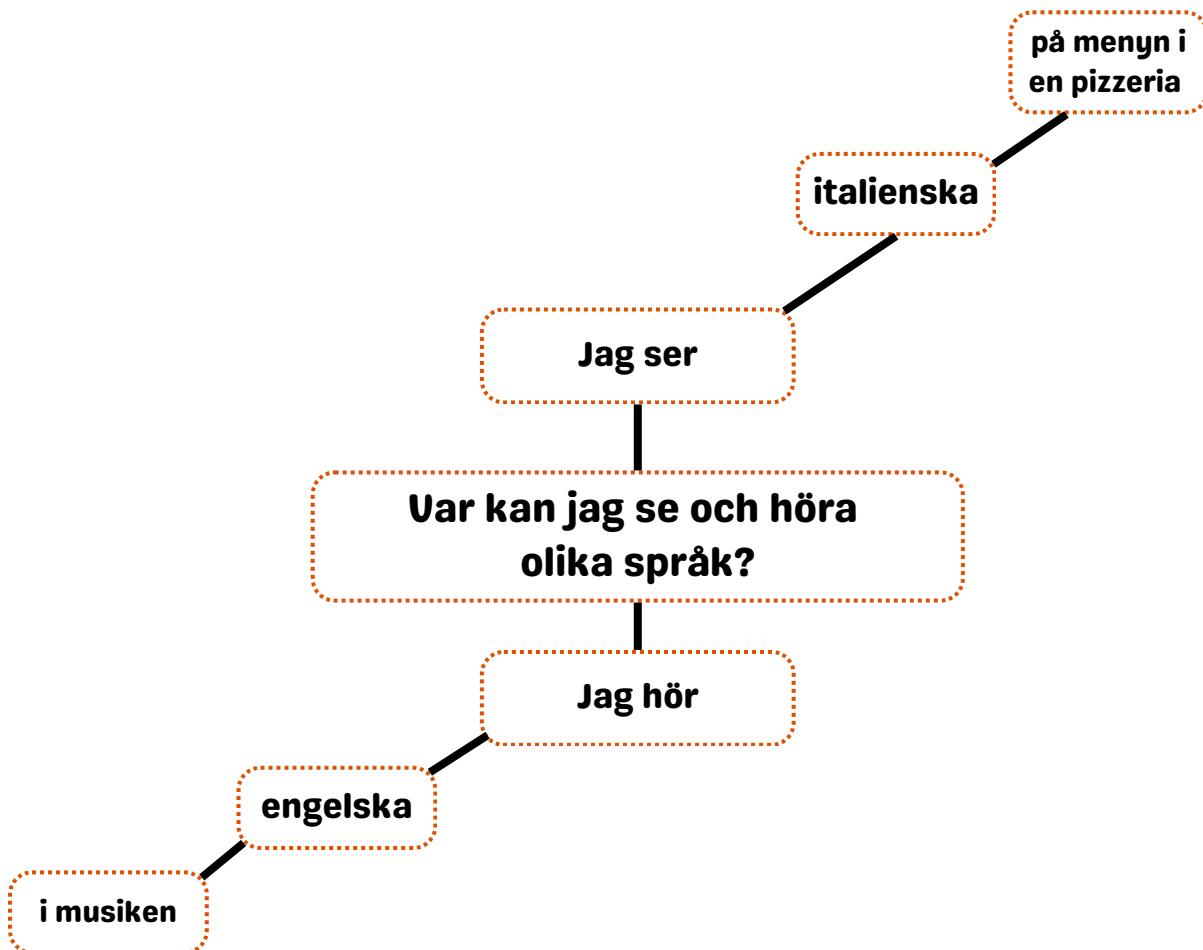 på menyn i
en pizzeria
italienska
Jag ser
Var kan jag se och höra
olika språk?
Jag hör
engelska
i musiken